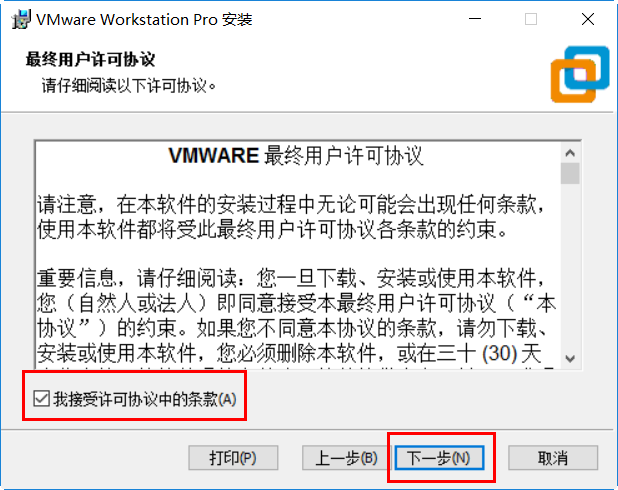 VMware Workstation Pro 安装
最终用户许可协议
请仔细阅读以下许可协议。
VMWARE 最终用户许可协议
请注意，在本软件的安装过程中无论可能会出现任何条款，
使用本软件都将受此最终用户许可协议各条款的约束。
重要信息，请仔细阅读：您一旦下载、安装或使用本软件，
您（自然人或法人）即同意接受本最终用户许可协议（“本
协议”）的约束。如果您不同意本协议的条款，请勿下载、
安装或使用本软件，您必须删除本软件，或在三十 (30) 天
我接受许可协议中的条款(A)
打印(P)
上一步(B)
下一步(N)
取消